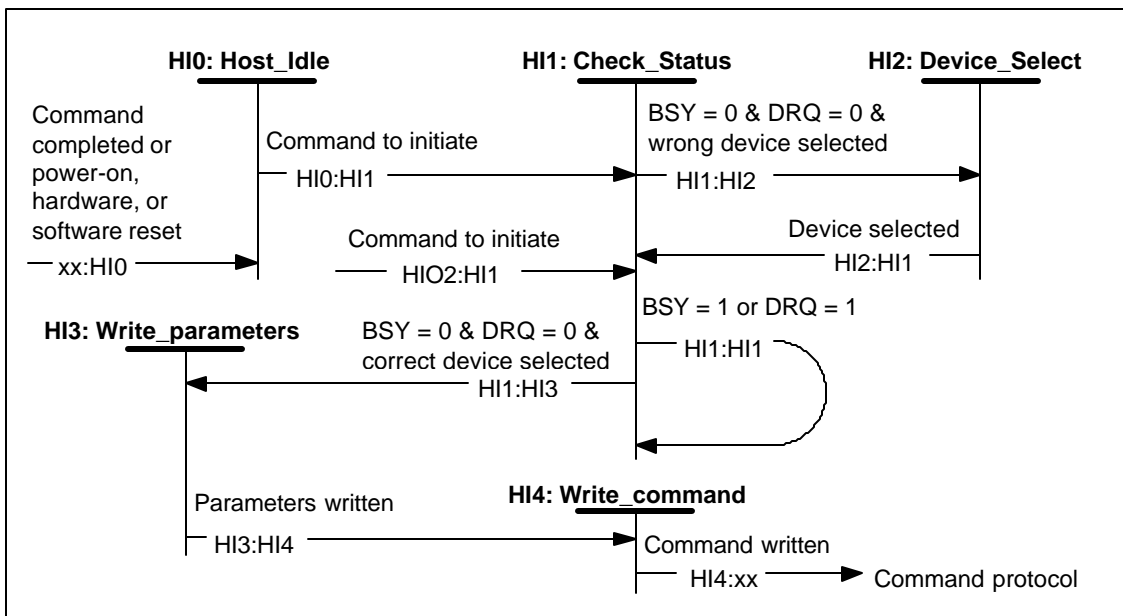 HI0: Host_Idle
HI1: Check_Status
HI2: Device_Select
Command
completed or
power-on,
hardware, or
software reset
xx:HI0
Command to initiate
HI0:HI1
BSY = 0 & DRQ = 0 &
wrong device selected
HI1:HI2
Command to initiate
HIO2:HI1
Device selected
HI2:HI1
HI3: Write_parameters
BSY = 0 & DRQ = 0 &
correct device selected
HI1:HI3
BSY = 1 or DRQ = 1
HI1:HI1
Parameters written
HI3:HI4
HI4: Write_command
Command written
HI4:xx
Command protocol